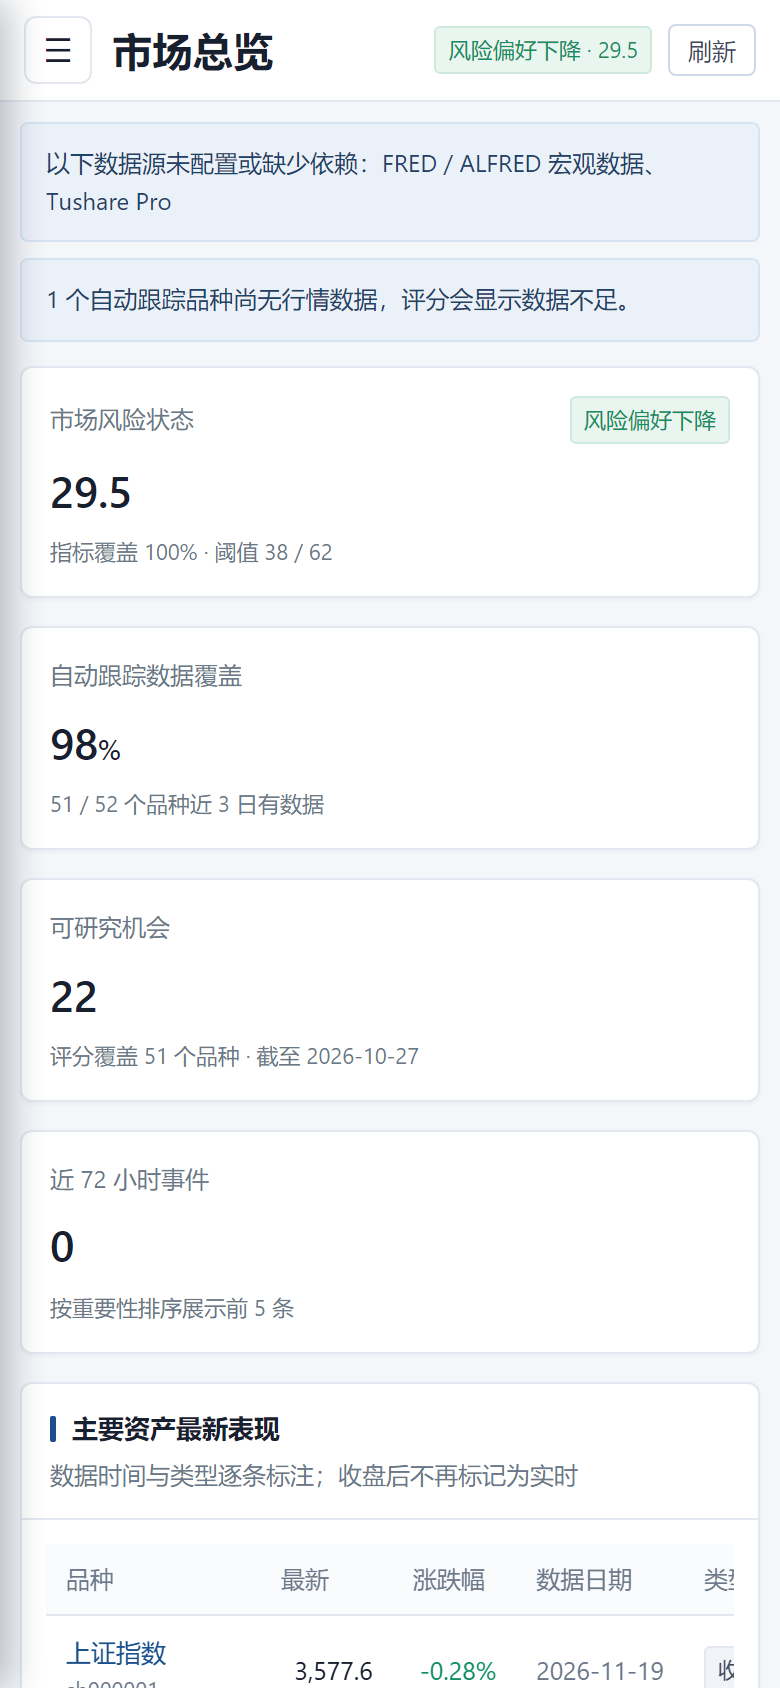 ☰ 市场总览 风险偏好下降 · 29.5 刷新
以下数据源未配置或缺少依赖：FRED / ALFRED 宏观数据、
Tushare Pro
1 个自动跟踪品种尚无行情数据，评分会显示数据不足。
市场风险状态 风险偏好下降
29.5
指标覆盖 100% · 阈值 38 / 62
自动跟踪数据覆盖
98%
51 / 52 个品种近 3 日有数据
可研究机会
22
评分覆盖 51 个品种 · 截至 2026-10-27
近 72 小时事件
0
按重要性排序展示前 5 条
主要资产最新表现
数据时间与类型逐条标注；收盘后不再标记为实时
品种 最新 涨跌幅 数据日期 类型
上证指数 3,577.6 -0.28% 2026-11-19 收